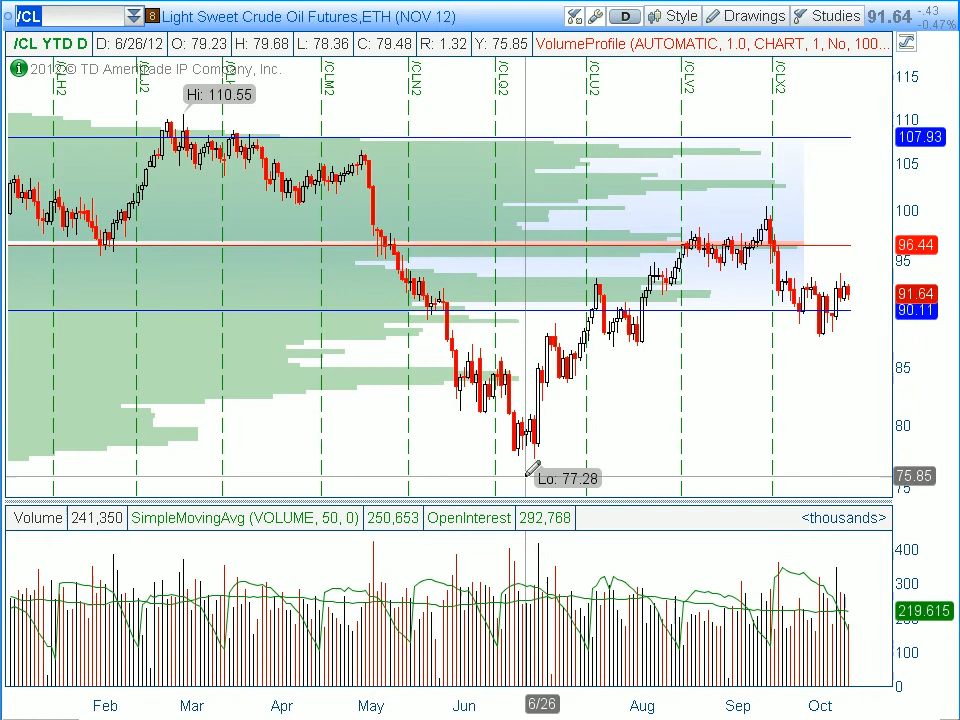 /CL 8 Light Sweet Crude Oil Futures,ETH (NOV 12) D Style Drawings Studies 91.64 -.43 -0.47%
/CL YTD D D: 6/26/12 O: 79.23 H: 79.68 L: 78.36 C: 79.48 R: 1.32 Y: 75.85 VolumeProfile (AUTOMATIC, 1.0, CHART, 1, No, 100...
© TD Ameritrade IP Company, Inc.
/CLM2 /CLN2 /CLQ2 /CLU2 /CLV2 /CLX2
Hi: 110.55
115
110
107.93
105
100
96.44
95
91.64
90.11
85
80
Lo: 77.28
75.85
75
Volume 241,350 SimpleMovingAvg (VOLUME, 50, 0) 250,653 OpenInterest 292,768 <thousands>
400
300
219.615
100
0
Feb Mar Apr May Jun 6/26 Aug Sep Oct